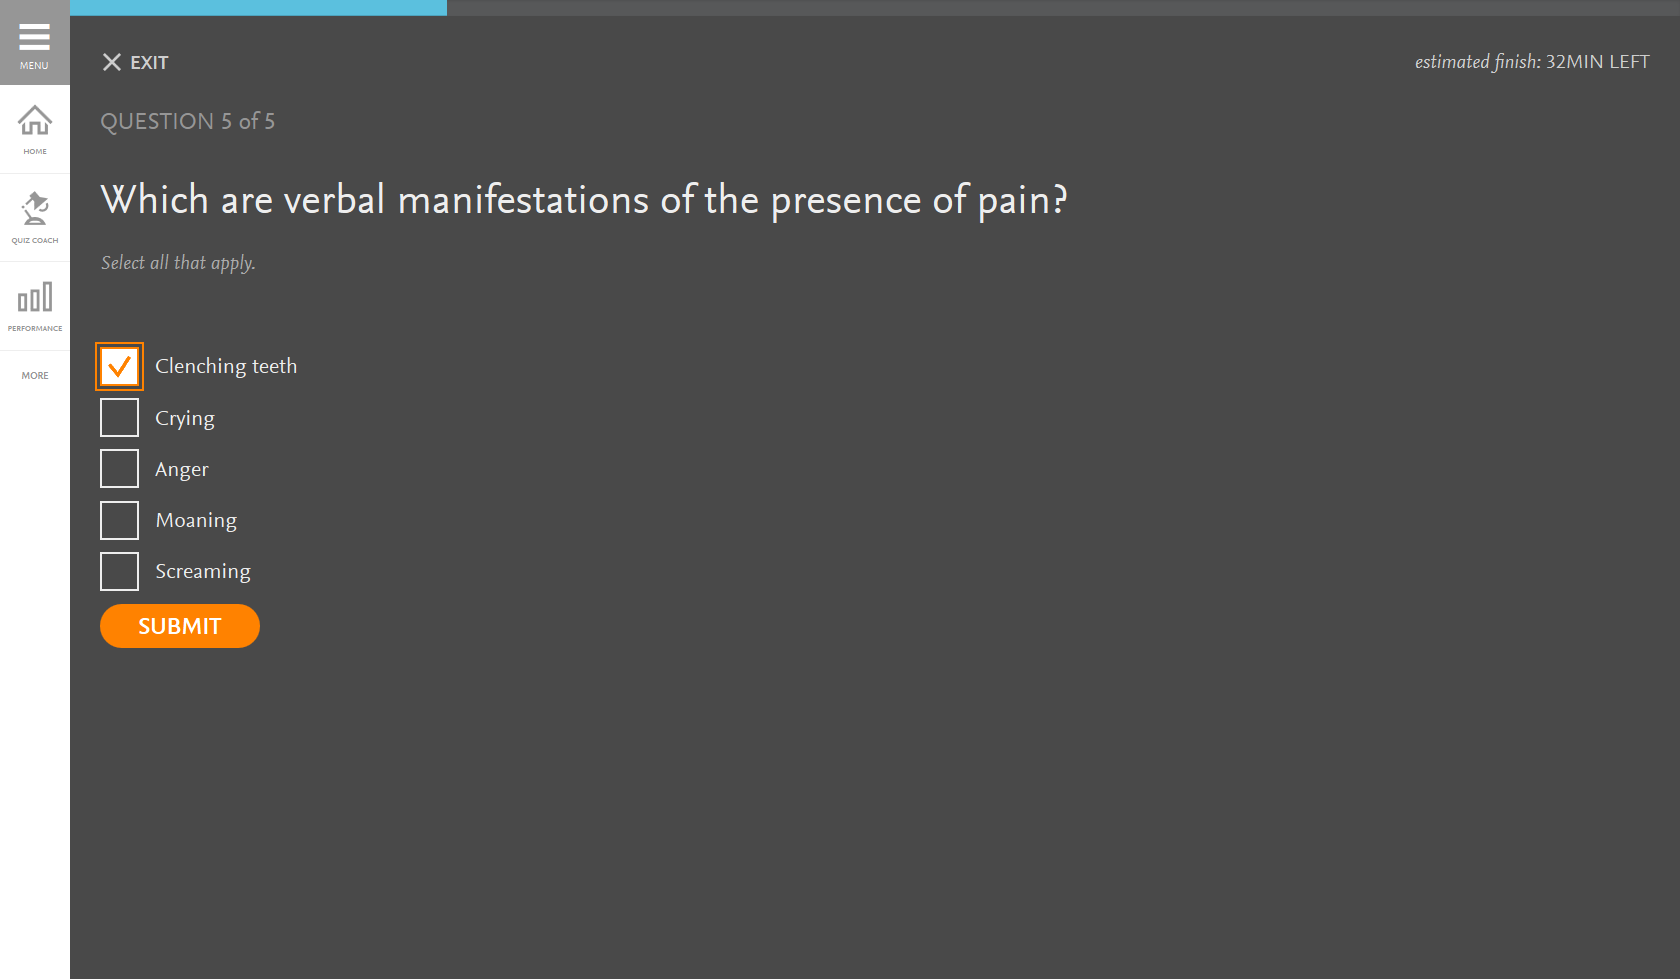 MENU
EXIT
estimated finish: 32MIN LEFT
HOME
QUIZ COACH
PERFORMANCE
MORE
QUESTION 5 of 5
Which are verbal manifestations of the presence of pain?
Select all that apply.
Clenching teeth
Crying
Anger
Moaning
Screaming
SUBMIT